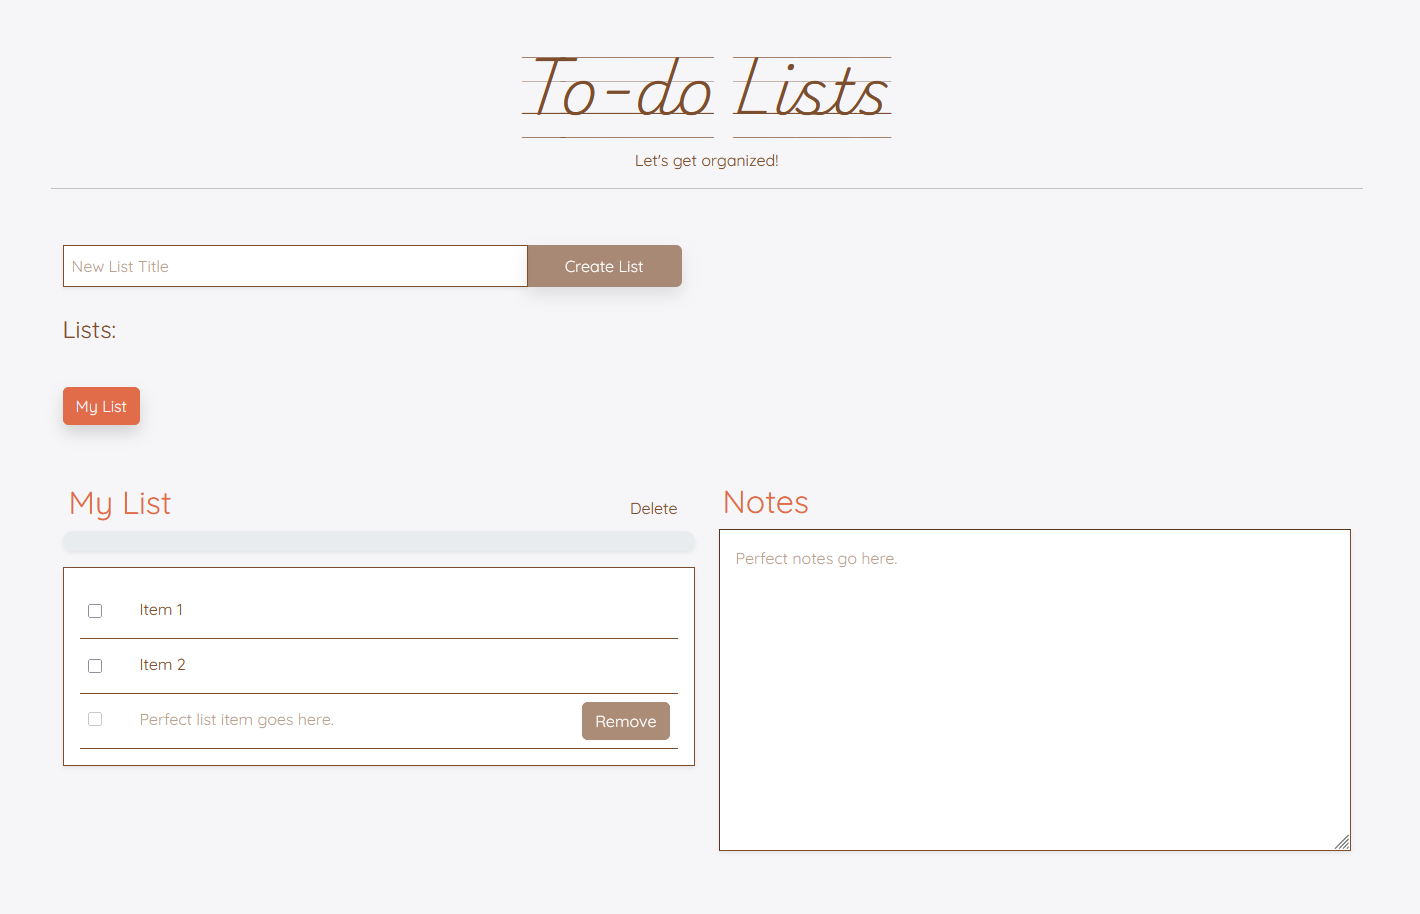 To-do Lists
Let's get organized!
New List Title
Create List
Lists:
My List
My List
Delete
Item 1
Item 2
Perfect list item goes here.
Remove
Notes
Perfect notes go here.